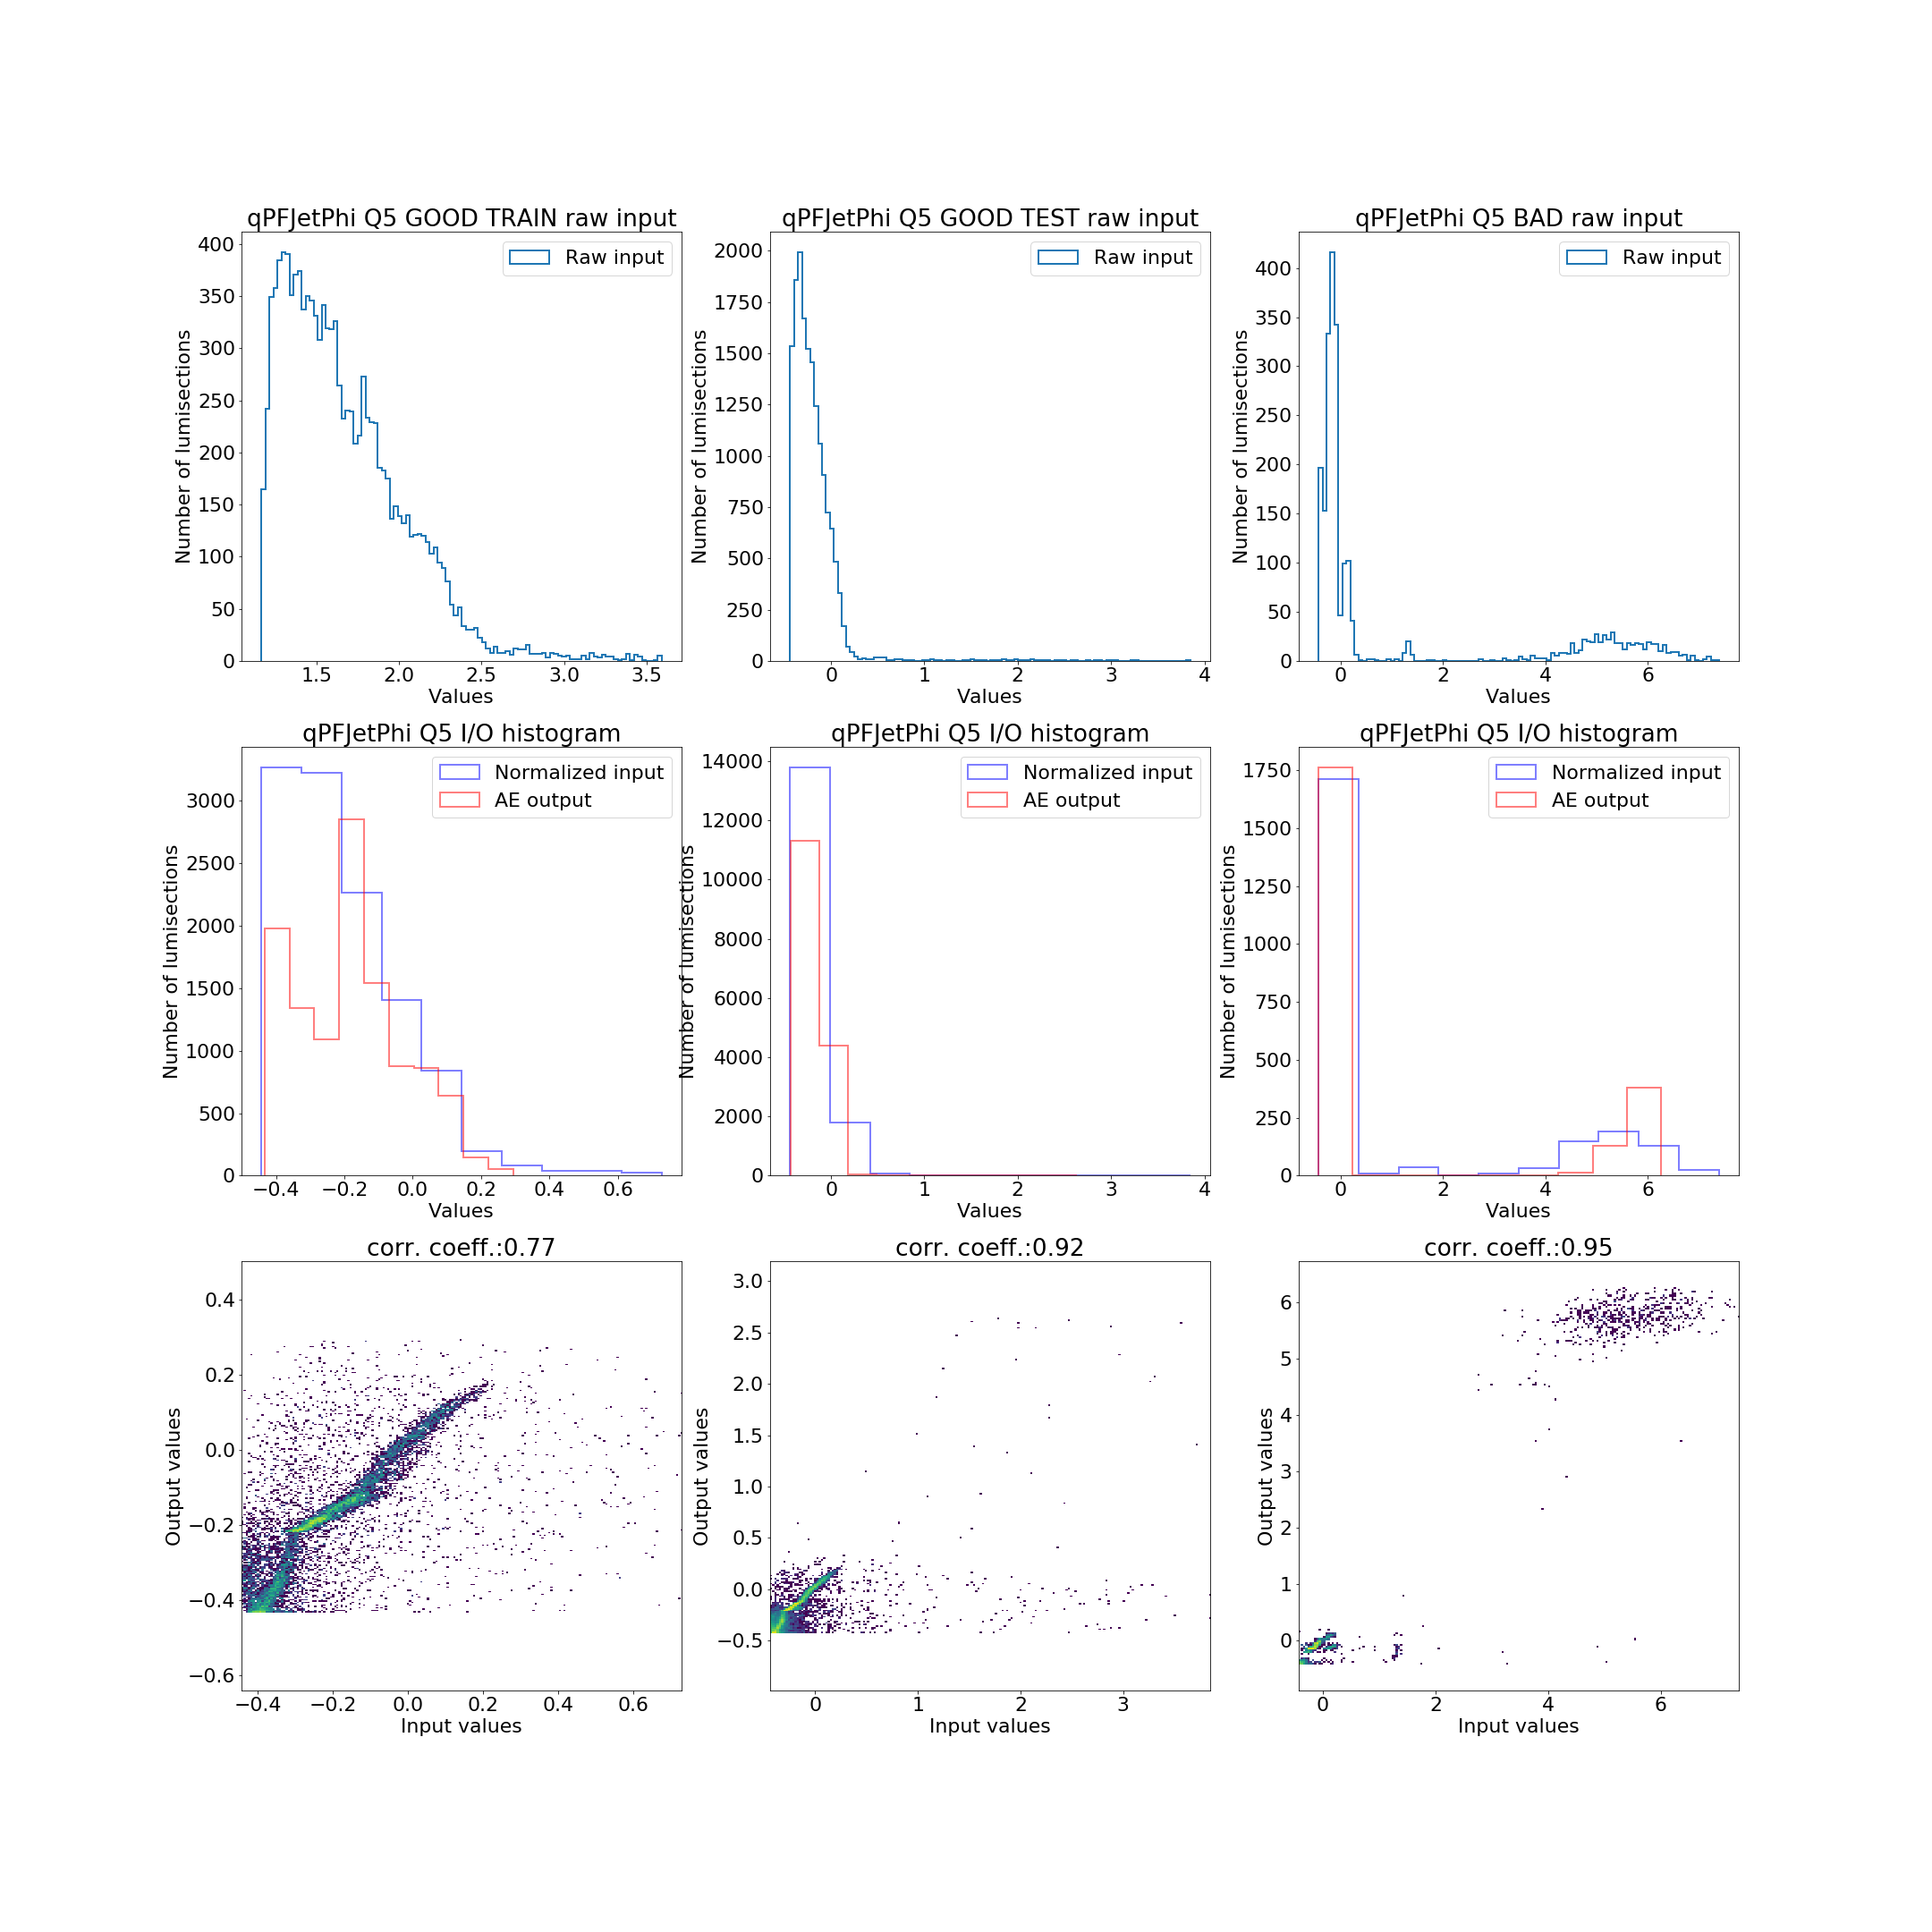 qPFJetPhi Q5 GOOD TRAIN raw input
Raw input
Number of lumisections
400
350
300
250
200
150
100
50
0
1.5 2.0 2.5 3.0 3.5
Values
qPFJetPhi Q5 GOOD TEST raw input
Raw input
Number of lumisections
2000
1750
1500
1250
1000
750
500
250
0
0 1 2 3 4
Values
qPFJetPhi Q5 BAD raw input
Raw input
Number of lumisections
400
350
300
250
200
150
100
50
0
0 2 4 6
Values
qPFJetPhi Q5 I/O histogram
Normalized input
AE output
Number of lumisections
3000
2500
2000
1500
1000
500
0
−0.4 −0.2 0.0 0.2 0.4 0.6
Values
qPFJetPhi Q5 I/O histogram
Normalized input
AE output
Number of lumisections
14000
12000
10000
8000
6000
4000
2000
0
0 1 2 3 4
Values
qPFJetPhi Q5 I/O histogram
Normalized input
AE output
Number of lumisections
1750
1500
1250
1000
750
500
250
0
0 2 4 6
Values
corr. coeff.:0.77
Output values
0.4
0.2
0.0
−0.2
−0.4
−0.6
−0.4 −0.2 0.0 0.2 0.4 0.6
Input values
corr. coeff.:0.92
Output values
3.0
2.5
2.0
1.5
1.0
0.5
0.0
−0.5
0 1 2 3
Input values
corr. coeff.:0.95
Output values
6
5
4
3
2
1
0
0 2 4 6
Input values